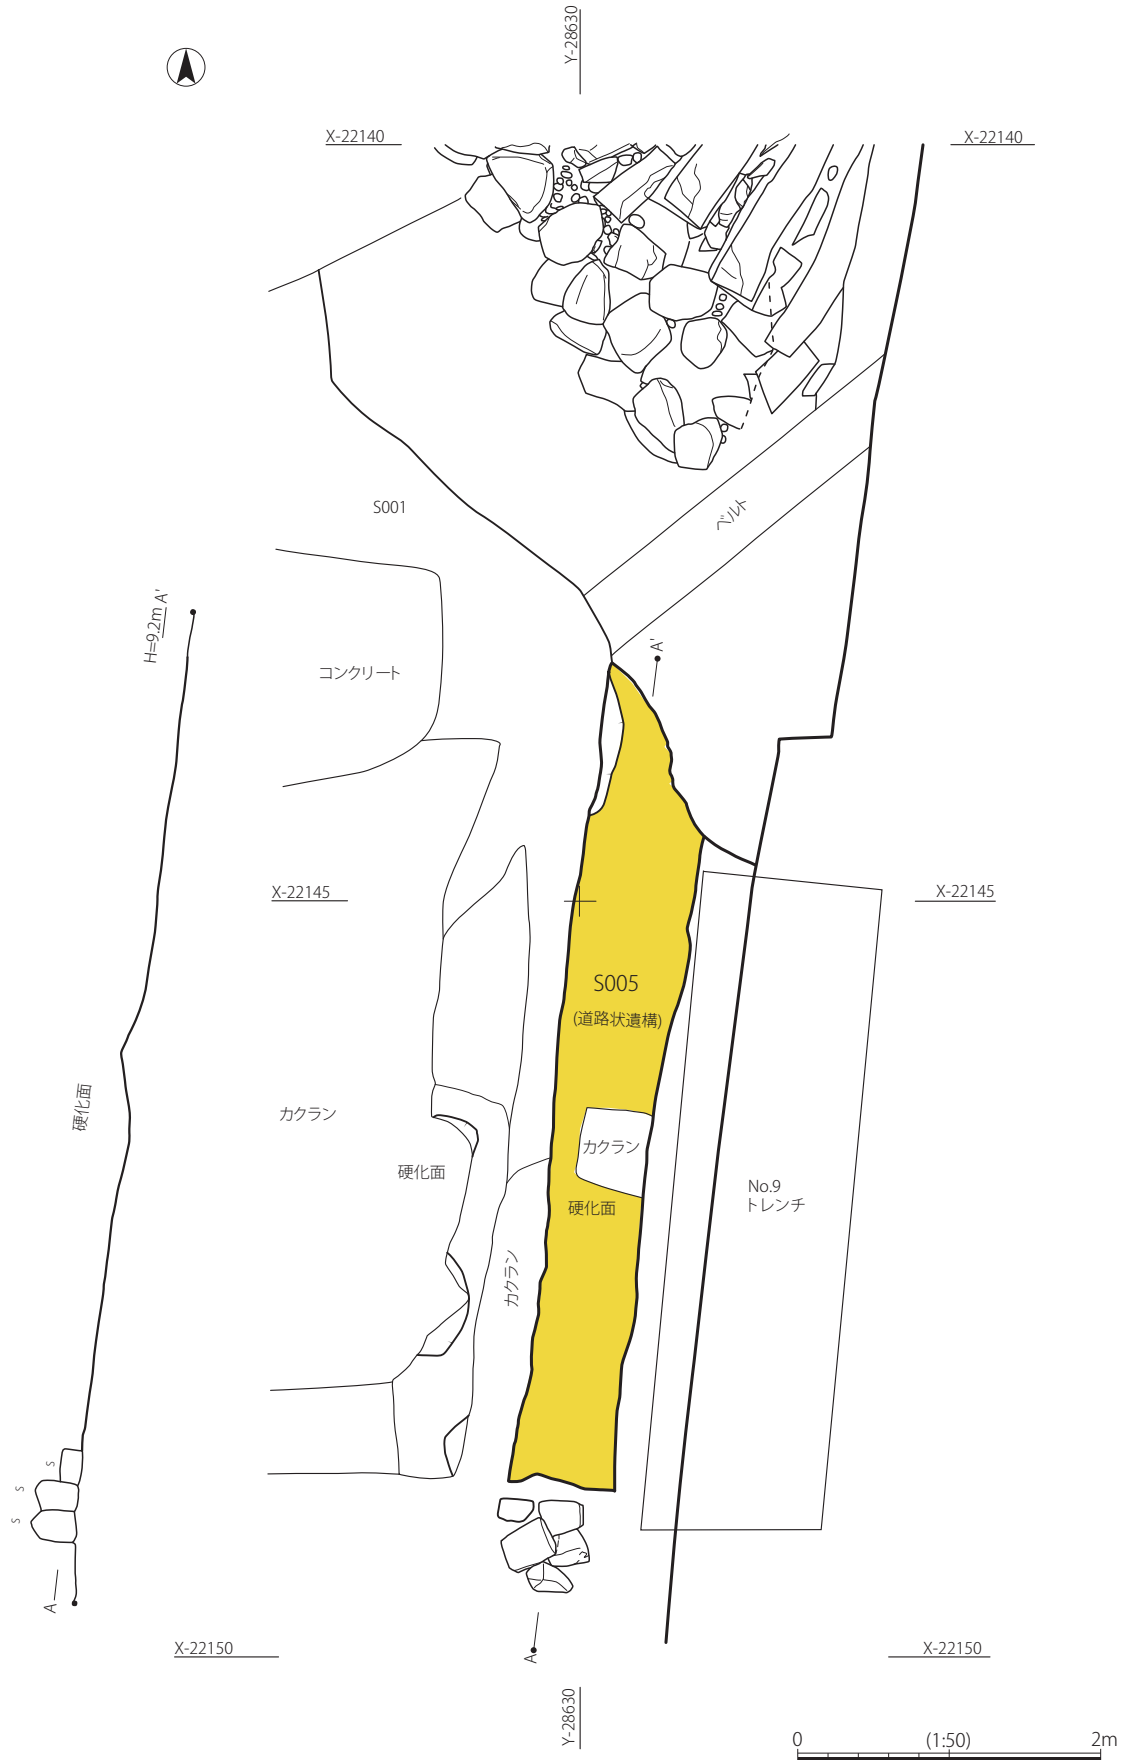 Y-28630
X-22140
X-22140
ベルト
S001
H=9.2m A'
コンクリート
A'
X-22145
X-22145
S005
(道路状遺構)
硬化面
カクラン
カクラン
硬化面
No.9
トレンチ
硬化面
カクラン
S
S
S
A
A
X-22150
X-22150
Y-28630
0
(1:50)
2m